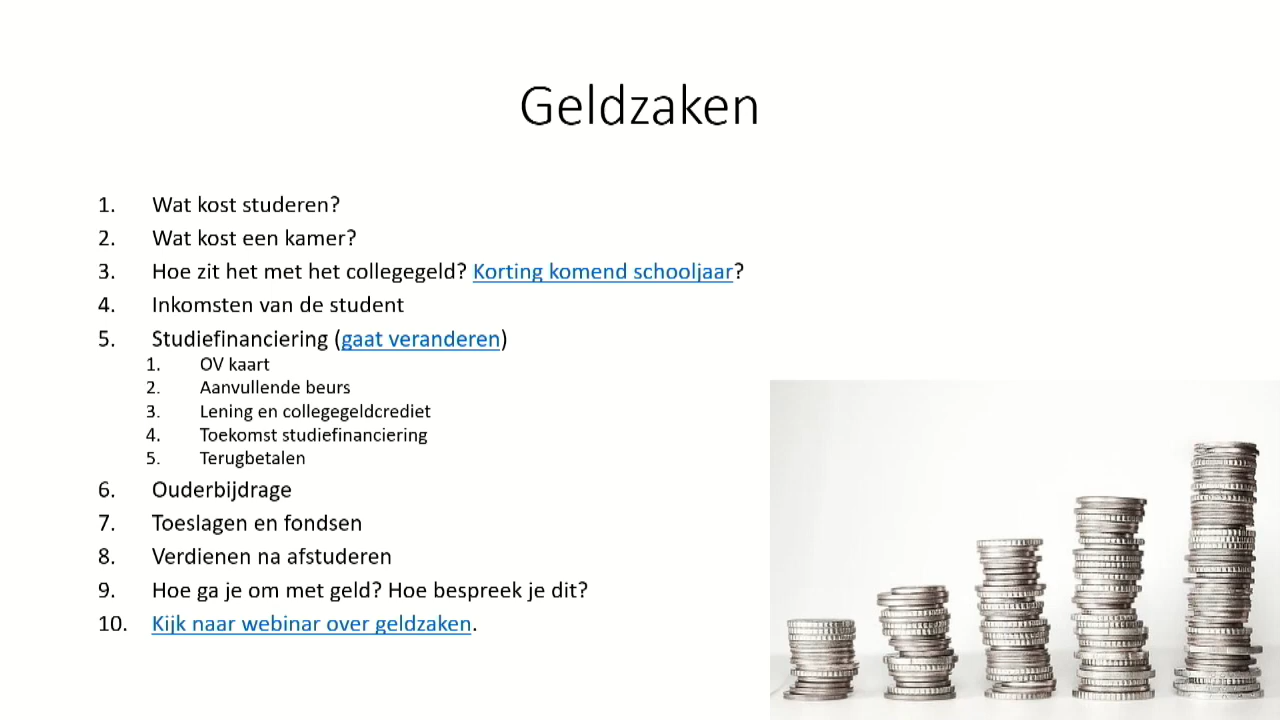 Geldzaken
1. Wat kost studeren?
2. Wat kost een kamer?
3. Hoe zit het met het collegegeld? Korting komend schooljaar?
4. Inkomsten van de student
5. Studiefinanciering (gaat veranderen)
1. OV kaart
2. Aanvullende beurs
3. Lening en collegegeldcrediet
4. Toekomst studiefinanciering
5. Terugbetalen
6. Ouderbijdrage
7. Toeslagen en fondsen
8. Verdienen na afstuderen
9. Hoe ga je om met geld? Hoe bespreek je dit?
10. Kijk naar webinar over geldzaken.